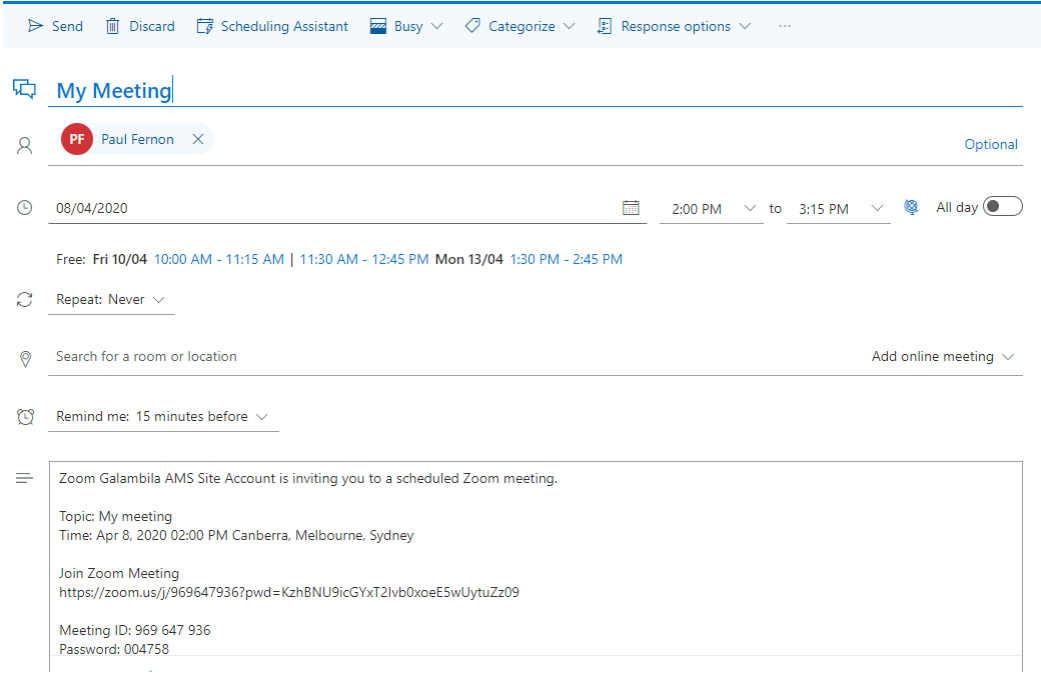 Send Discard Scheduling Assistant Busy Categorize Response options ...
My Meeting
PF Paul Fernon Optional
08/04/2020 2:00 PM to 3:15 PM All day
Free: Fri 10/04 10:00 AM - 11:15 AM | 11:30 AM - 12:45 PM Mon 13/04 1:30 PM - 2:45 PM
Repeat: Never
Search for a room or location Add online meeting
Remind me: 15 minutes before
Zoom Galambila AMS Site Account is inviting you to a scheduled Zoom meeting.
Topic: My meeting
Time: Apr 8, 2020 02:00 PM Canberra, Melbourne, Sydney
Join Zoom Meeting
https://zoom.us/j/969647936?pwd=KzhBNU9icGYxT2lvb0xoeE5wUytuZz09
Meeting ID: 969 647 936
Password: 004758